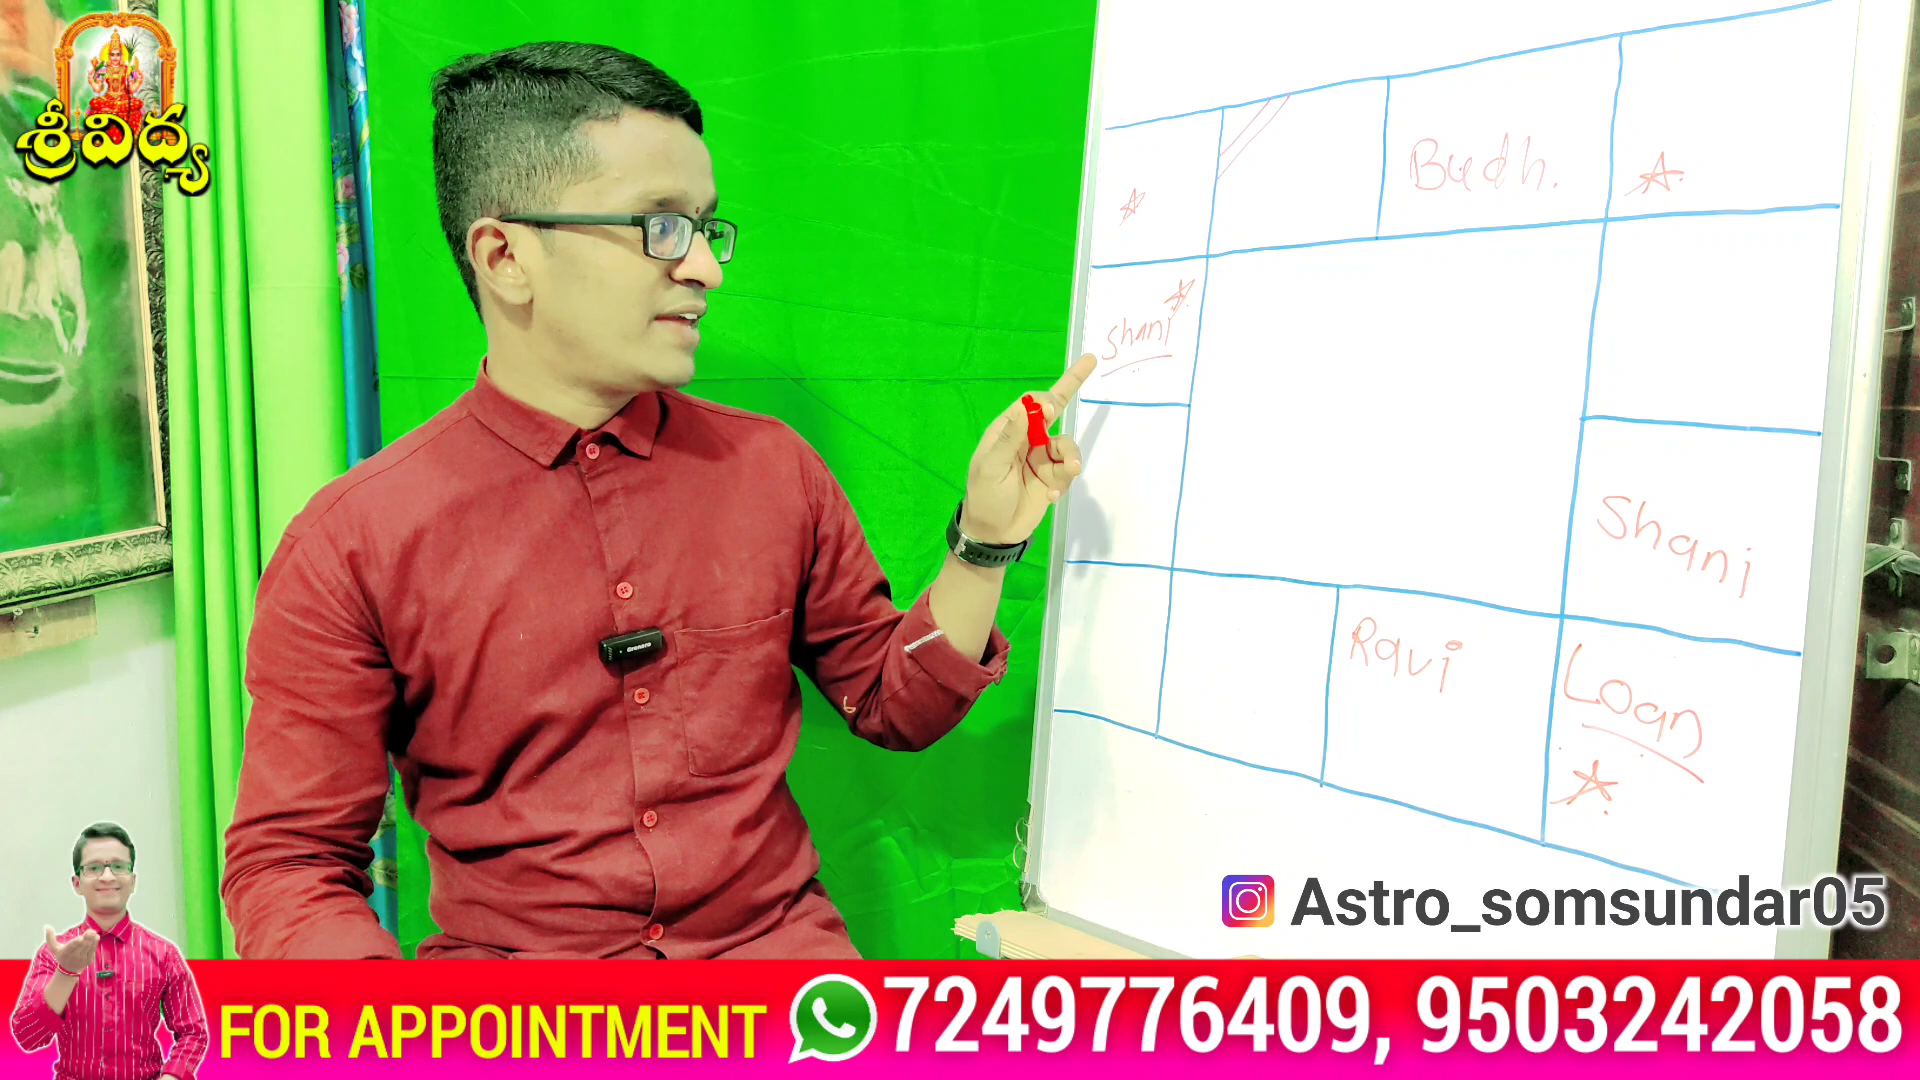 శ్రీవిద్య
Budh.
Shani
Shani
Ravi
Loan
Astro_somsundar05
FOR APPOINTMENT 7249776409, 9503242058